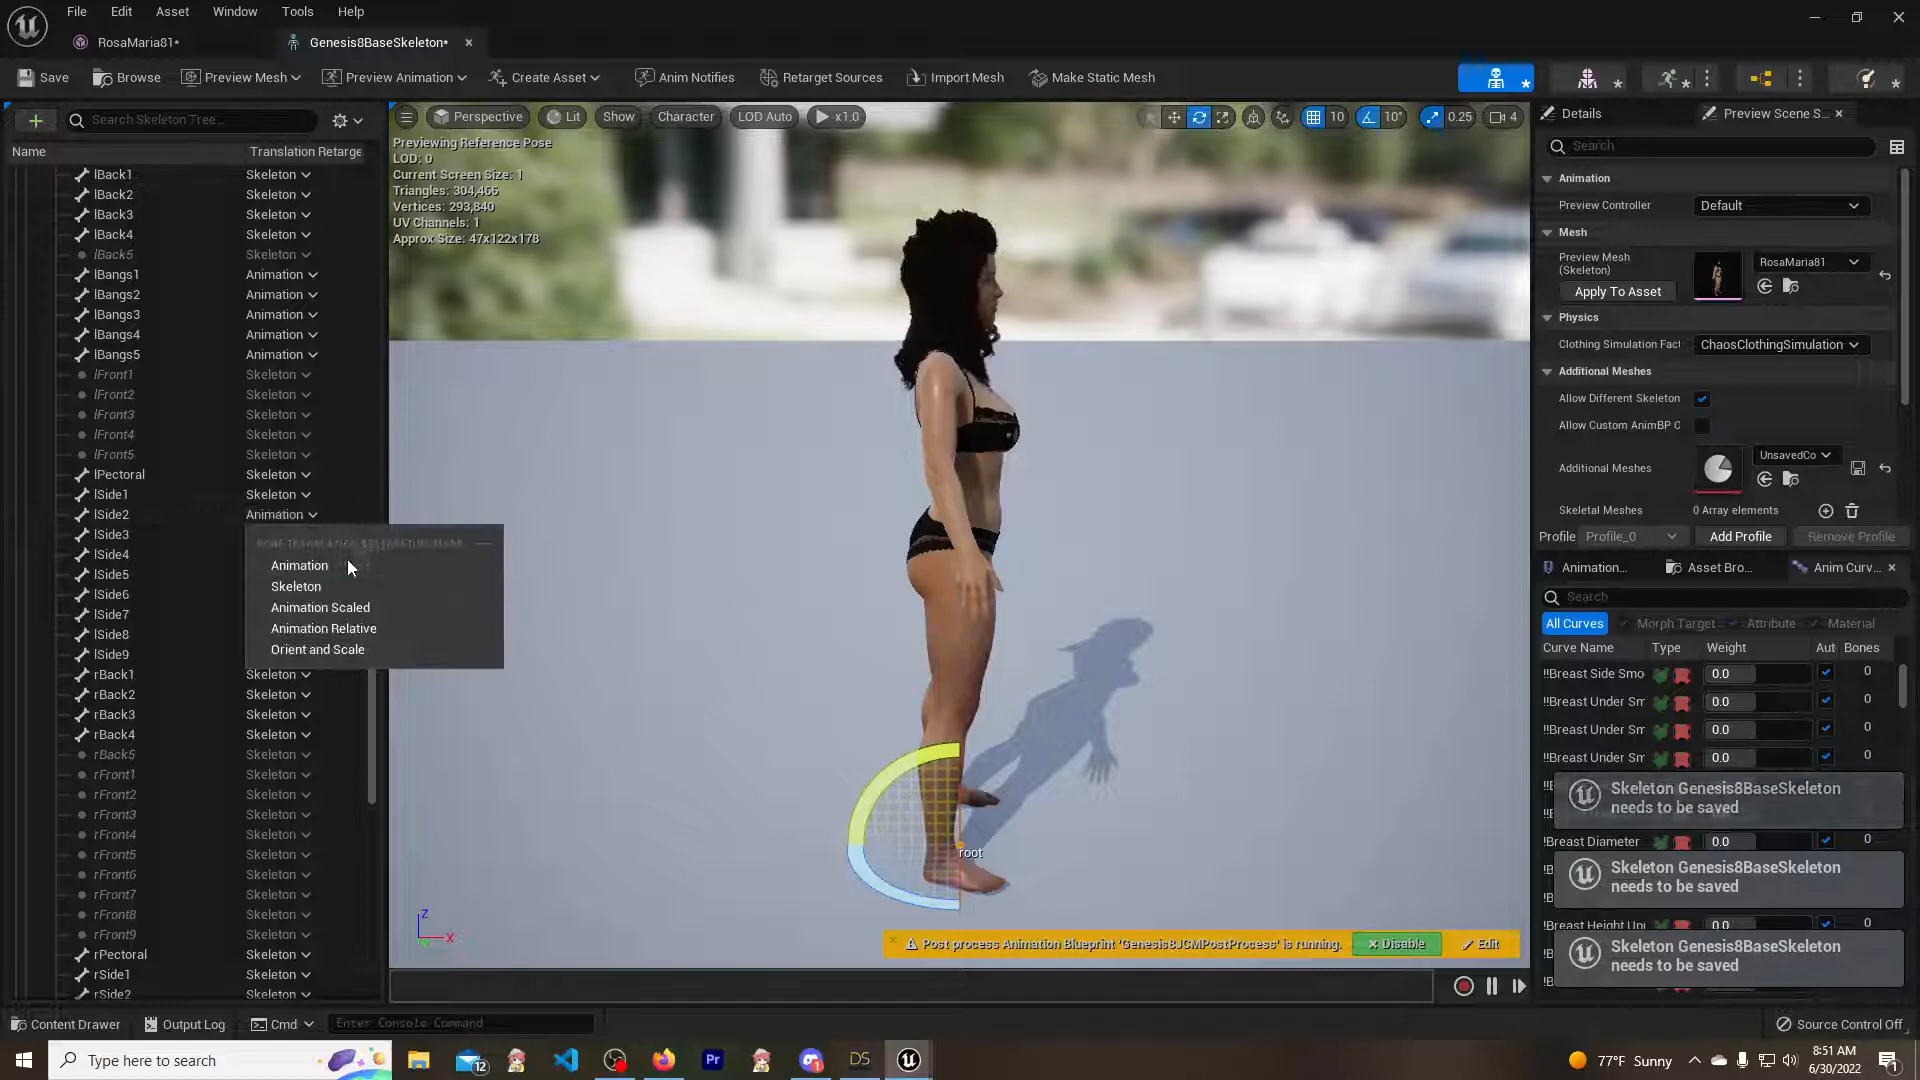 File Edit Asset Window Tools Help
RosaMaria81* Genesis8BaseSkeleton*
Save Browse Preview Mesh Preview Animation Create Asset Anim Notifies Retarget Sources Import Mesh Make Static Mesh
Search Skeleton Tree...
Name Translation Retarge
lBack1 Skeleton
lBack2 Skeleton
lBack3 Skeleton
lBack4 Skeleton
lBack5 Skeleton
lBangs1 Animation
lBangs2 Animation
lBangs3 Animation
lBangs4 Animation
lBangs5 Animation
lFront1 Skeleton
lFront2 Skeleton
lFront3 Skeleton
lFront4 Skeleton
lFront5 Skeleton
lPectoral Skeleton
lSide1 Skeleton
lSide2 Animation
lSide3
lSide4
lSide5
lSide6
lSide7
lSide8
lSide9
rBack1 Skeleton
rBack2 Skeleton
rBack3 Skeleton
rBack4 Skeleton
rBack5 Skeleton
rFront1 Skeleton
rFront2 Skeleton
rFront3 Skeleton
rFront4 Skeleton
rFront5 Skeleton
rFront6 Skeleton
rFront7 Skeleton
rFront8 Skeleton
rFront9 Skeleton
rPectoral Skeleton
rSide1 Skeleton
rSide2 Skeleton
Animation
Skeleton
Animation Scaled
Animation Relative
Orient and Scale
Perspective Lit Show Character LOD Auto x1.0 10 10° 0.25 4
Previewing Reference Pose
LOD: 0
Current Screen Size: 1
Triangles: 304,466
Vertices: 293,840
UV Channels: 1
Approx Size: 47x122x178
root
Z
X
Post process Animation Blueprint 'Genesis8JCMPostProcess' is running. Disable Edit
Details Preview Scene S...
Search
Animation
Preview Controller Default
Mesh
Preview Mesh
(Skeleton)
RosaMaria81
Apply To Asset
Physics
Clothing Simulation Fact ChaosClothingSimulation
Additional Meshes
Allow Different Skeleton
Allow Custom AnimBP C
Additional Meshes UnsavedCo
Skeletal Meshes 0 Array elements
Profile Profile_0 Add Profile Remove Profile
Animation... Asset Bro... Anim Curv...
Search
All Curves Morph Target Attribute Material
Curve Name Type Weight Aut Bones
!!Breast Side Smo 0.0 0
!!Breast Under Sm 0.0 0
!!Breast Under Sm 0.0 0
!!Breast Under Sm 0.0 0
Skeleton Genesis8BaseSkeleton
needs to be saved
!Breast Diameter 0.0 0
Skeleton Genesis8BaseSkeleton
needs to be saved
!Breast Height Up 0.0 0
Skeleton Genesis8BaseSkeleton
needs to be saved
Content Drawer Output Log Cmd Enter Console Command Source Control Off
Type here to search 12 Pr 1 DS 77°F Sunny 8:51 AM
6/30/2022 1